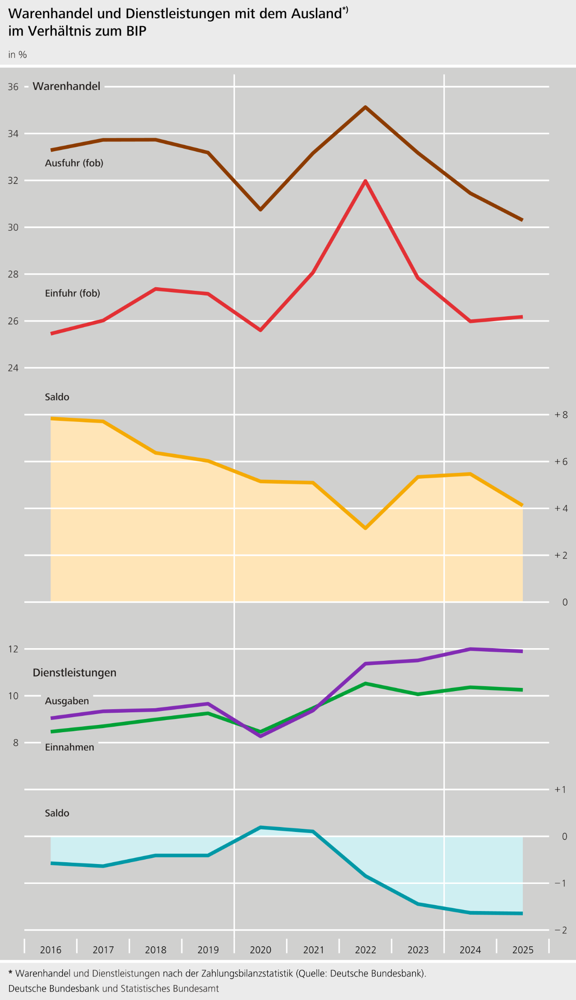 Warenhandel und Dienstleistungen mit dem Ausland*)
im Verhältnis zum BIP
in %
36 Warenhandel
34
Ausfuhr (fob)
32
30
28
Einfuhr (fob)
26
24
Saldo
+8
+6
+4
+2
0
12
Dienstleistungen
10
Ausgaben
8
Einnahmen
+1
Saldo
0
−1
−2
2016 2017 2018 2019 2020 2021 2022 2023 2024 2025
* Warenhandel und Dienstleistungen nach der Zahlungsbilanzstatistik (Quelle: Deutsche Bundesbank).
Deutsche Bundesbank und Statistisches Bundesamt